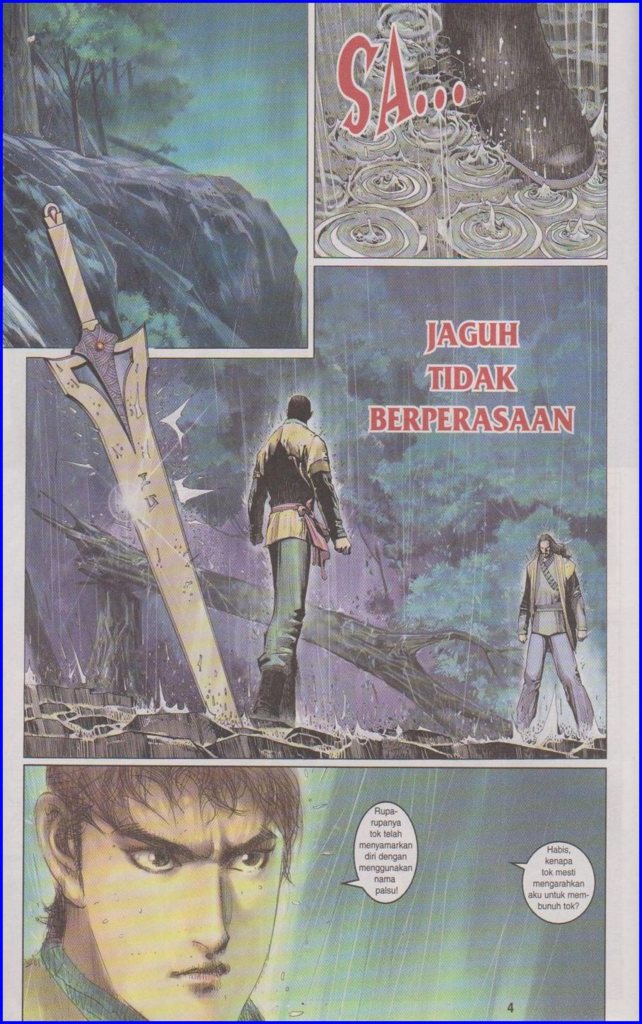 SA...
JAGUH
TIDAK
BERPERASAAN
Rupa-
rupanya
tok telah
menyamarkan
diri dengan
menggunakan
nama
palsu!
Habis,
kenapa
tok mesti
mengarahkan
aku untuk mem-
bunuh tok?
4